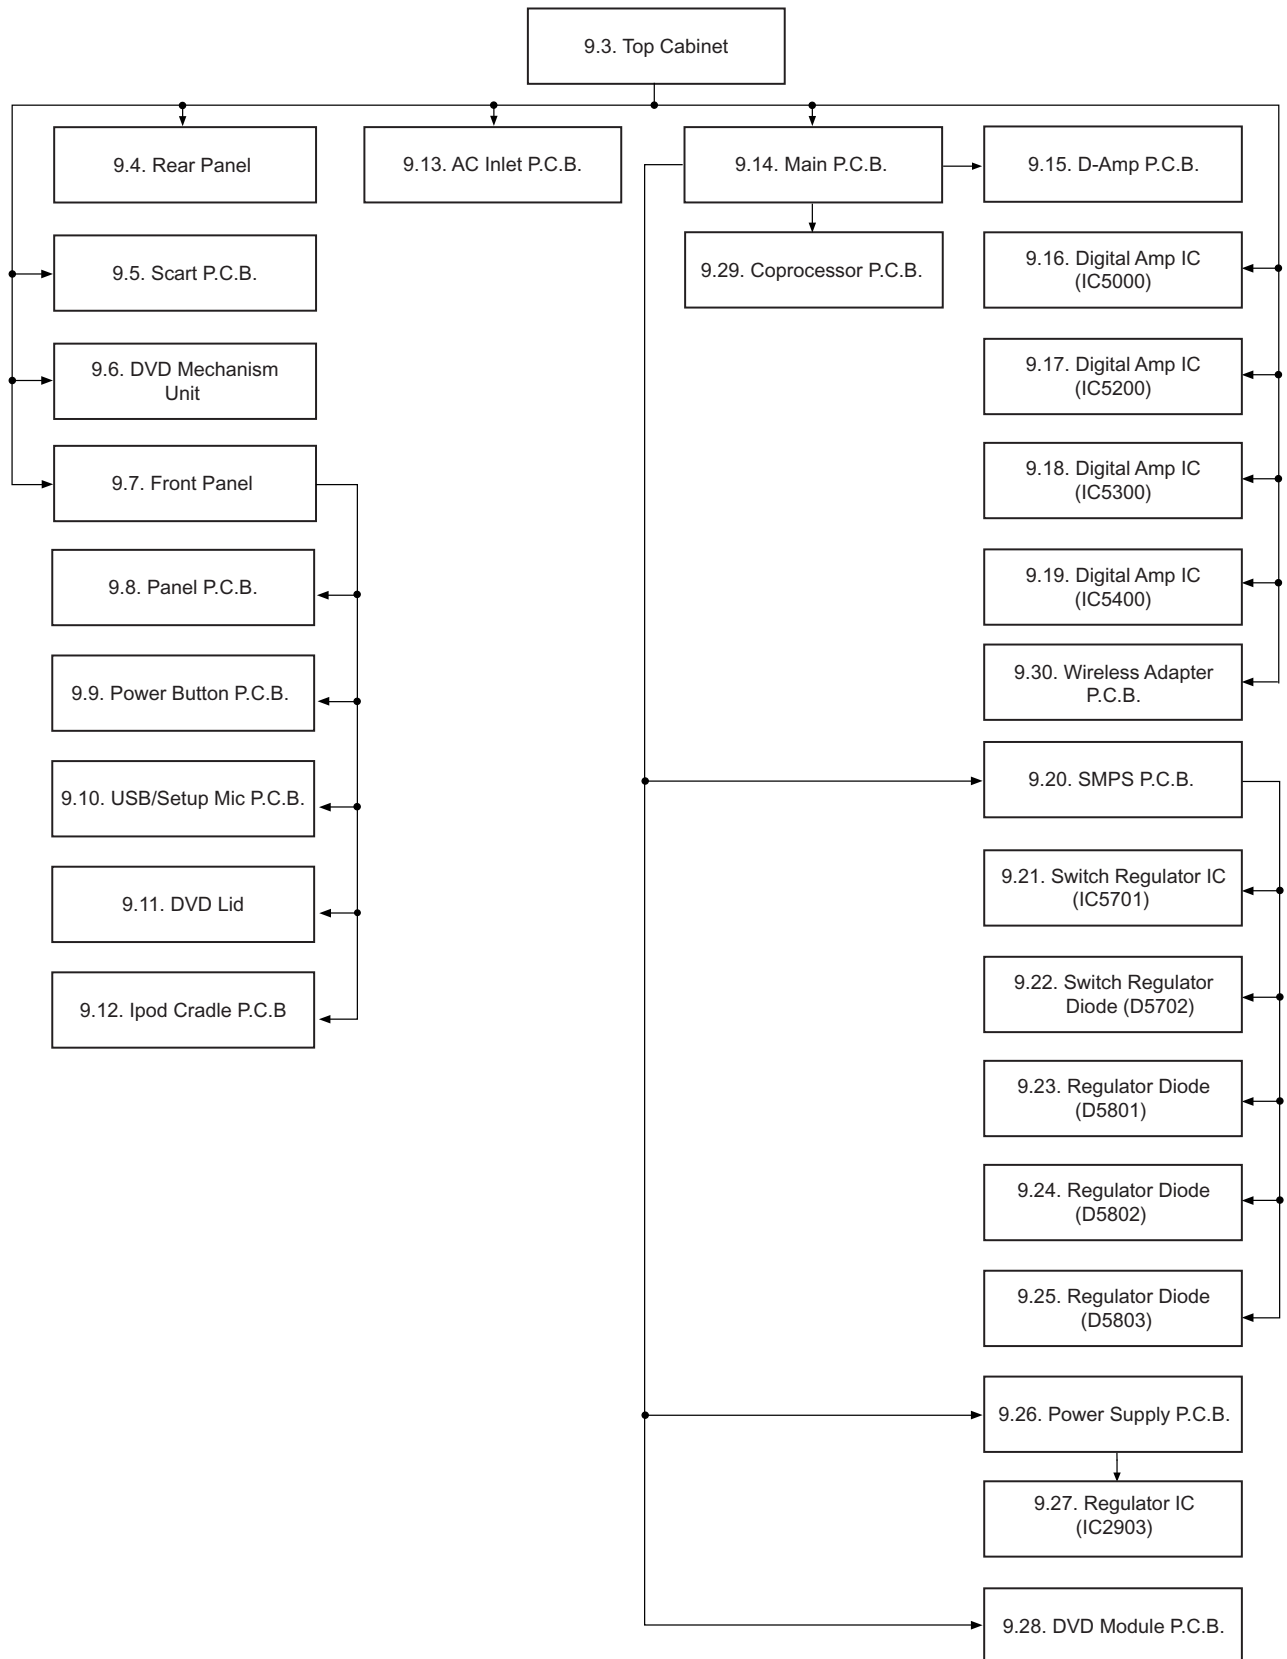 9.3. Top Cabinet
9.4. Rear Panel
9.13. AC Inlet P.C.B.
9.14. Main P.C.B.
9.15. D-Amp P.C.B.
9.5. Scart P.C.B.
9.29. Coprocessor P.C.B.
9.16. Digital Amp IC
(IC5000)
9.6. DVD Mechanism
Unit
9.17. Digital Amp IC
(IC5200)
9.7. Front Panel
9.18. Digital Amp IC
(IC5300)
9.8. Panel P.C.B.
9.19. Digital Amp IC
(IC5400)
9.9. Power Button P.C.B.
9.30. Wireless Adapter
P.C.B.
9.10. USB/Setup Mic P.C.B.
9.20. SMPS P.C.B.
9.11. DVD Lid
9.21. Switch Regulator IC
(IC5701)
9.12. Ipod Cradle P.C.B
9.22. Switch Regulator
Diode (D5702)
9.23. Regulator Diode
(D5801)
9.24. Regulator Diode
(D5802)
9.25. Regulator Diode
(D5803)
9.26. Power Supply P.C.B.
9.27. Regulator IC
(IC2903)
9.28. DVD Module P.C.B.